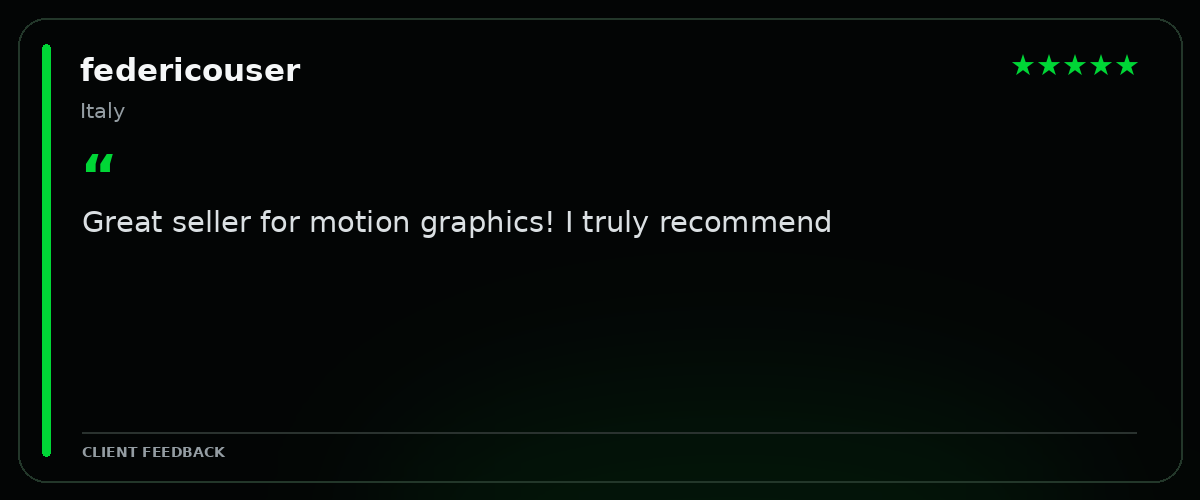 federicouser
★★★★★
Italy
“
Great seller for motion graphics! I truly recommend
CLIENT FEEDBACK